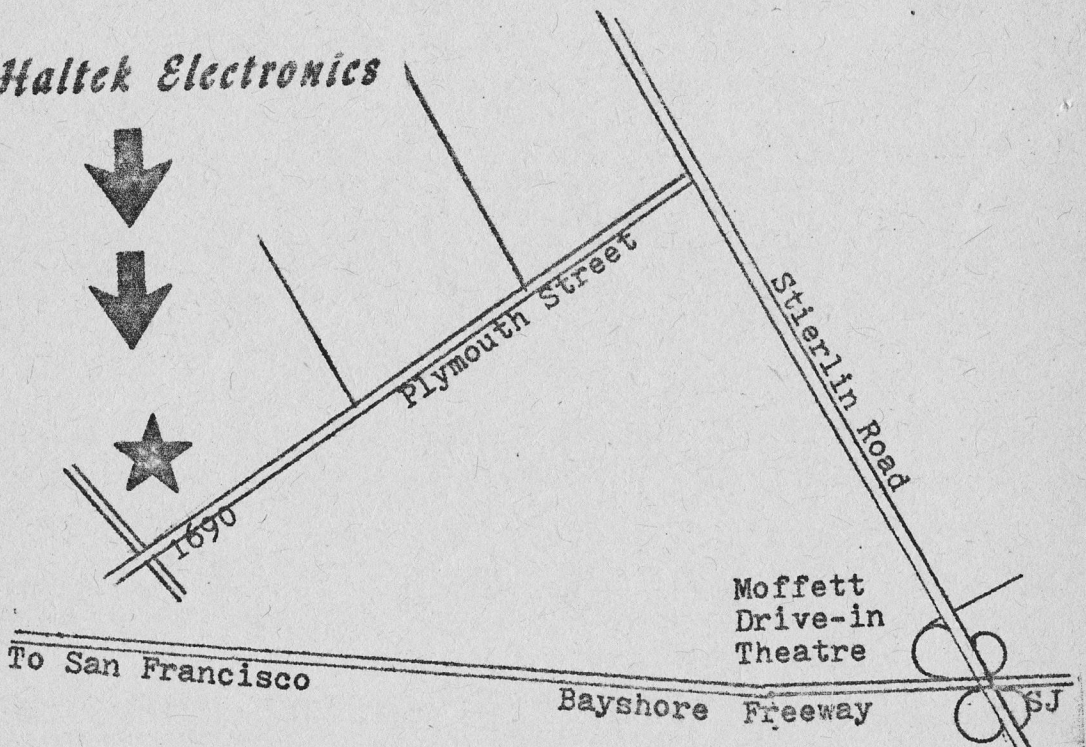 Haltek Electronics
Plymouth Street
Stierlin Road
1690
Moffett
Drive-in
Theatre
To San Francisco
Bayshore Freeway
SJ